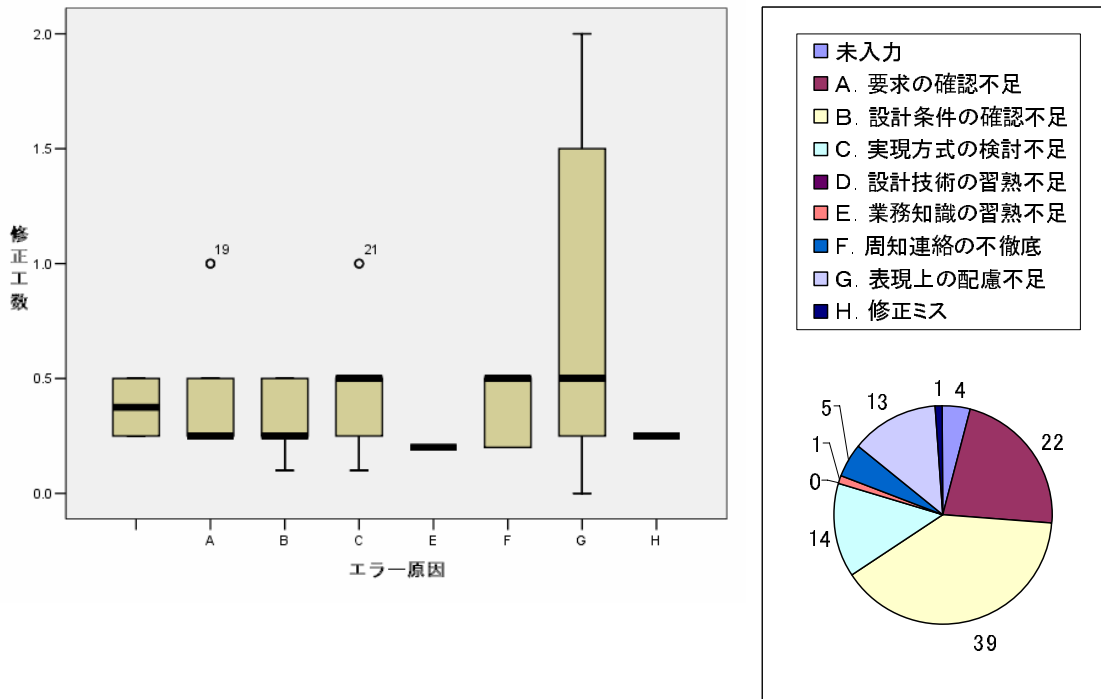 2.0
1.5
1.0
0.5
0.0
修正工数
19
21
A B C E F G H
エラー原因
未入力
A. 要求の確認不足
B. 設計条件の確認不足
C. 実現方式の検討不足
D. 設計技術の習熟不足
E. 業務知識の習熟不足
F. 周知連絡の不徹底
G. 表現上の配慮不足
H. 修正ミス
1 4
13
5
22
1
0
14
39